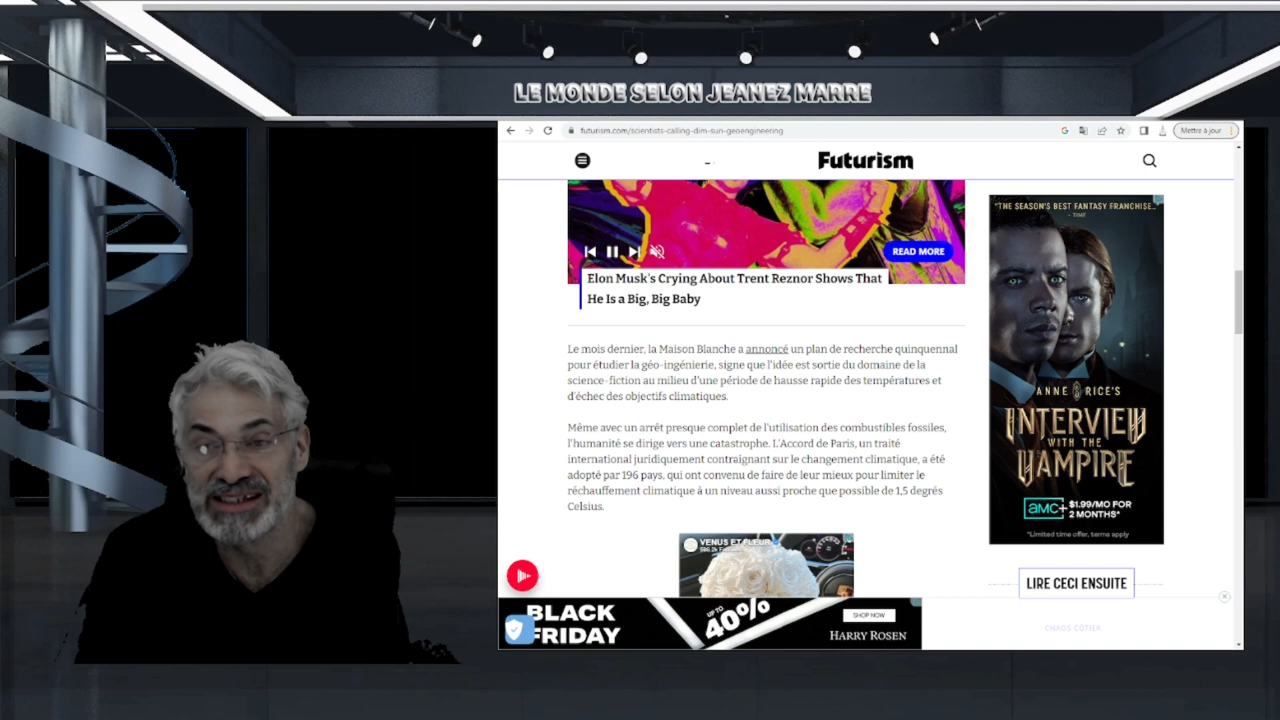 LE MONDE SELON JEANEZ MARRE
futurism.com/scientists-calling-dim-sun-geoengineering
Mettre à jour
Futurism
READ MORE
Elon Musk's Crying About Trent Reznor Shows That
He Is a Big, Big Baby
Le mois dernier, la Maison Blanche a annoncé un plan de recherche quinquennal
pour étudier la géo-ingénierie, signe que l'idée est sortie du domaine de la
science-fiction au milieu d'une période de hausse rapide des températures et
d'échec des objectifs climatiques.
Même avec un arrêt presque complet de l'utilisation des combustibles fossiles,
l'humanité se dirige vers une catastrophe. L'Accord de Paris, un traité
international juridiquement contraignant sur le changement climatique, a été
adopté par 196 pays, qui ont convenu de faire de leur mieux pour limiter le
réchauffement climatique à un niveau aussi proche que possible de 1,5 degrés
Celsius.
VENUS ET FLEUR
BLACK
FRIDAY
UP TO
40%
SHOP NOW
HARRY ROSEN
"THE SEASON'S BEST FANTASY FRANCHISE..."
- TIME
ANNE RICE'S
INTERVIEW
WITH THE
VAMPIRE
amc+ $1.99/MO FOR
2 MONTHS*
*Limited time offer, terms apply
LIRE CECI ENSUITE
CHAOS CÔTIER